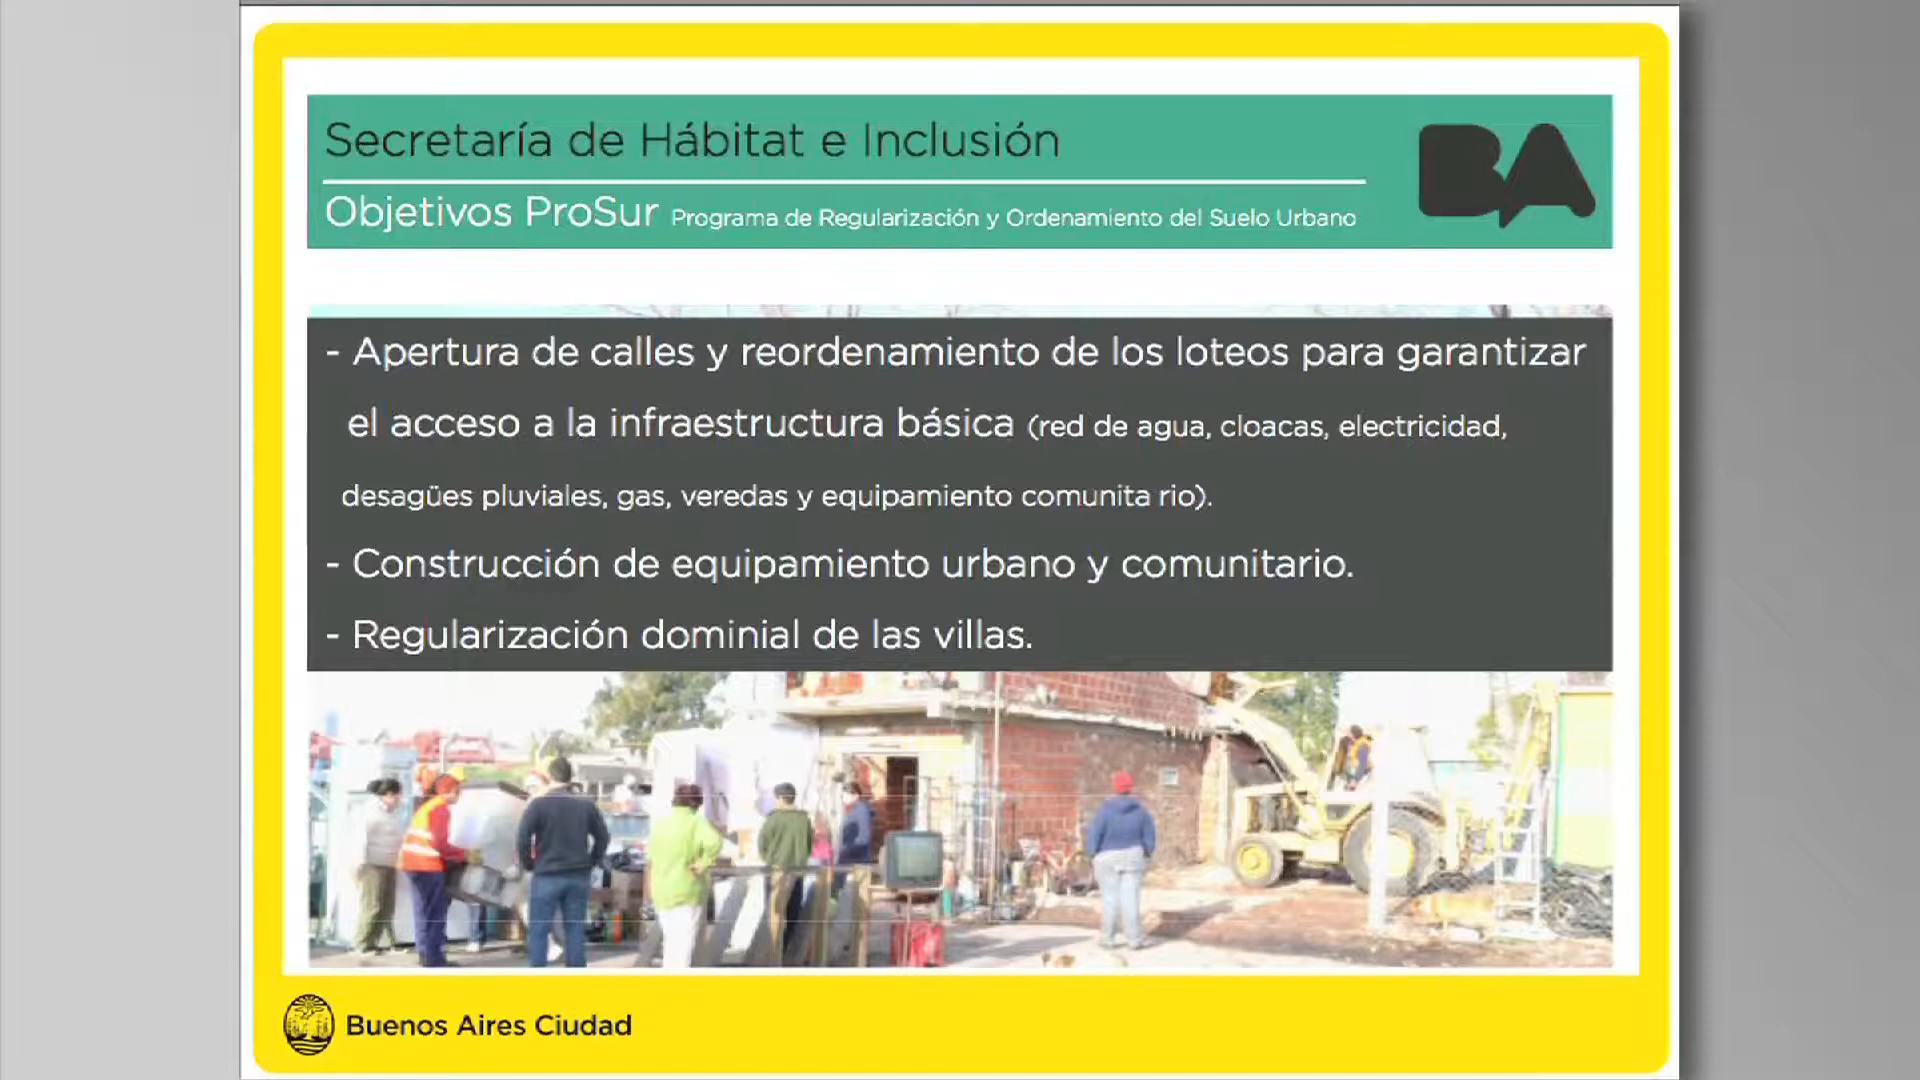 Secretaría de Hábitat e Inclusión
BA
Objetivos ProSur Programa de Regularización y Ordenamiento del Suelo Urbano
- Apertura de calles y reordenamiento de los loteos para garantizar
el acceso a la infraestructura básica (red de agua, cloacas, electricidad,
desagües pluviales, gas, veredas y equipamiento comunita rio).
- Construcción de equipamiento urbano y comunitario.
- Regularización dominial de las villas.
Buenos Aires Ciudad